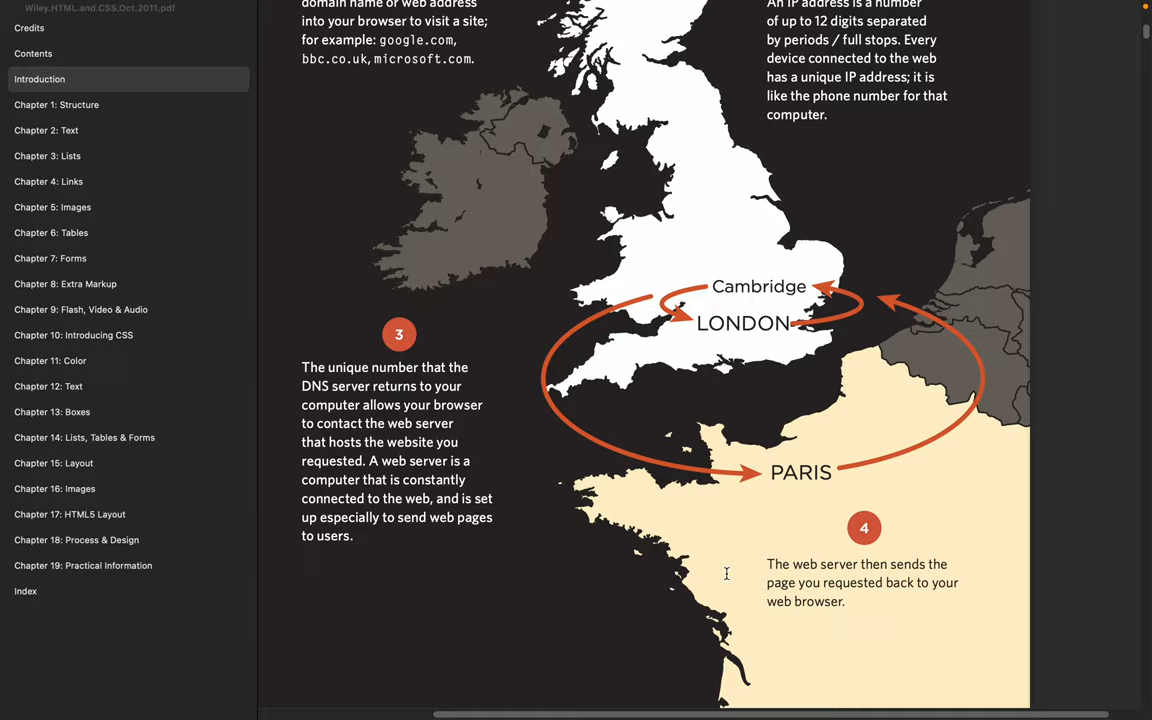 Wiley.HTML.and.CSS.Oct.2011.pdf
Credits
Contents
Introduction
Chapter 1: Structure
Chapter 2: Text
Chapter 3: Lists
Chapter 4: Links
Chapter 5: Images
Chapter 6: Tables
Chapter 7: Forms
Chapter 8: Extra Markup
Chapter 9: Flash, Video & Audio
Chapter 10: Introducing CSS
Chapter 11: Color
Chapter 12: Text
Chapter 13: Boxes
Chapter 14: Lists, Tables & Forms
Chapter 15: Layout
Chapter 16: Images
Chapter 17: HTML5 Layout
Chapter 18: Process & Design
Chapter 19: Practical Information
Index
domain name or web address
into your browser to visit a site;
for example: google.com,
bbc.co.uk, microsoft.com.
An IP address is a number
of up to 12 digits separated
by periods / full stops. Every
device connected to the web
has a unique IP address; it is
like the phone number for that
computer.
Cambridge
LONDON
PARIS
3
The unique number that the
DNS server returns to your
computer allows your browser
to contact the web server
that hosts the website you
requested. A web server is a
computer that is constantly
connected to the web, and is set
up especially to send web pages
to users.
4
The web server then sends the
page you requested back to your
web browser.